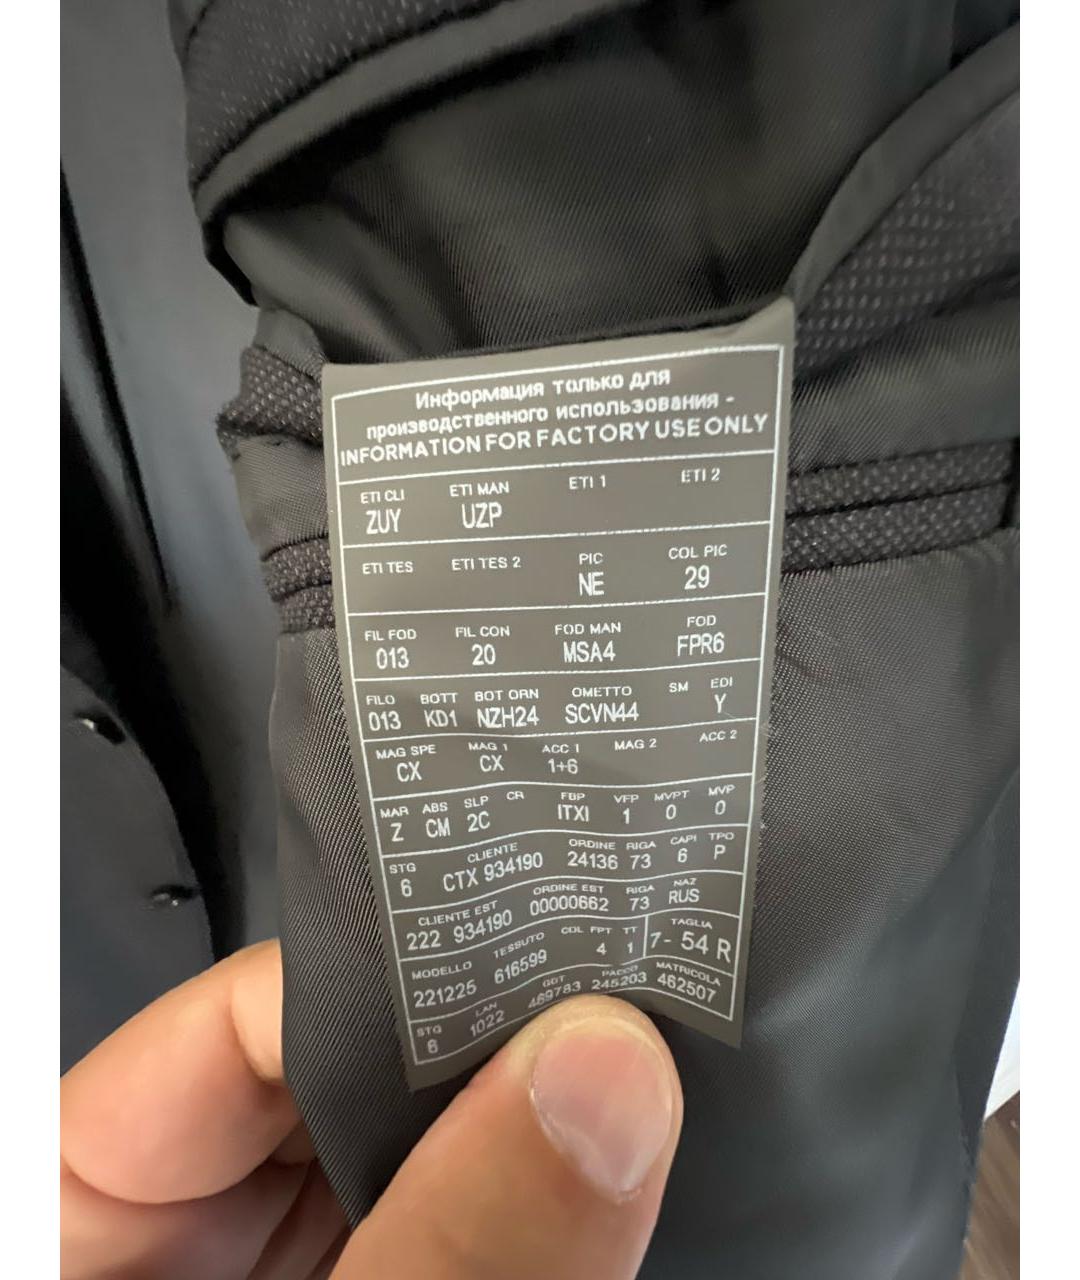 Информация только для
производственного использования -
INFORMATION FOR FACTORY USE ONLY
ETI CLI ETI MAN ETI 1 ETI 2
ZUY UZP
ETI TES ETI TES 2 PIC COL PIC
NE 29
FIL FOD FIL CON FOD MAN FOD
013 20 MSA4 FPR6
FILO BOTT BOT ORN OMETTO SM EDI
013 KD1 NZH24 SCVN44 Y
MAG SPE MAG 1 ACC 1 MAG 2 ACC 2
CX CX 1+6
MAR ABS SLP CR FBP VFP MVPT MVP
Z CM 2C ITXI 1 0 0
STG CLIENTE ORDINE RIGA CAPI TPO
6 CTX 934190 24136 73 6 P
CLIENTE EST ORDINE EST RIGA NAZ
222 934190 00000662 73 RUS
MODELLO TESSUTO COL FPT TT TAGLIA
221225 616599 4 1 7- 54 R
STG LAN GOT PACCO MATRICOLA
6 1022 469783 245203 462507